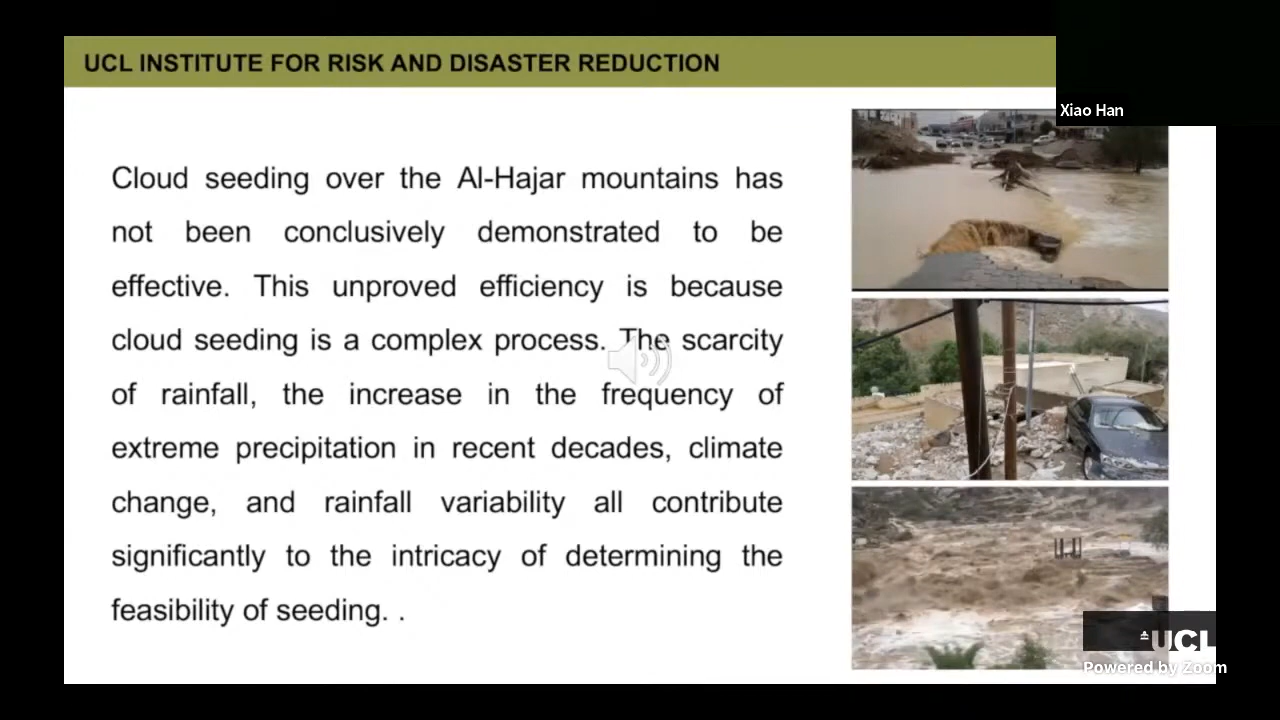 UCL INSTITUTE FOR RISK AND DISASTER REDUCTION
Xiao Han
Cloud seeding over the Al-Hajar mountains has
not been conclusively demonstrated to be
effective. This unproved efficiency is because
cloud seeding is a complex process. The scarcity
of rainfall, the increase in the frequency of
extreme precipitation in recent decades, climate
change, and rainfall variability all contribute
significantly to the intricacy of determining the
feasibility of seeding. .
UCL
Powered by Zoom